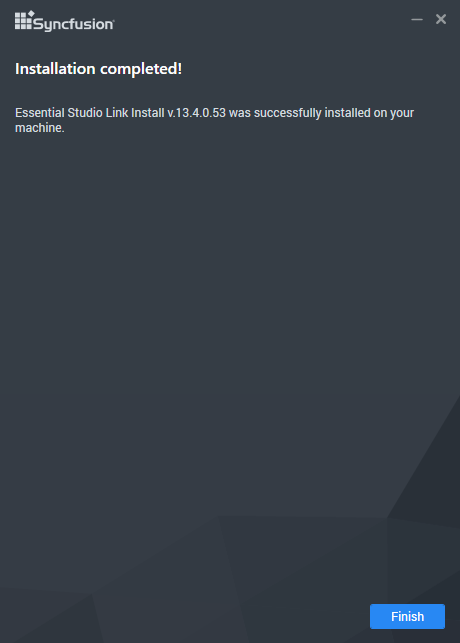 Syncfusion
Installation completed!
Essential Studio Link Install v.13.4.0.53 was successfully installed on your
machine.
Finish